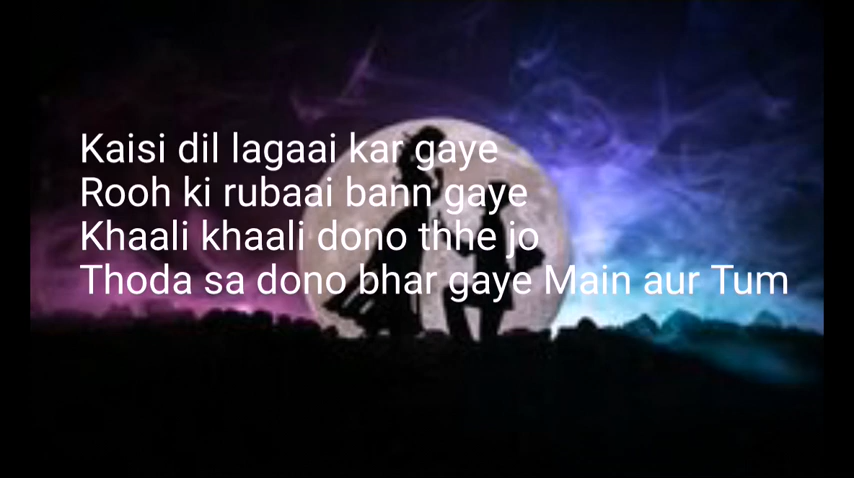 Kaisi dil lagaai kar gaye
Rooh ki rubaai bann gaye
Khaali khaali dono thhe jo
Thoda sa dono bhar gaye Main aur Tum